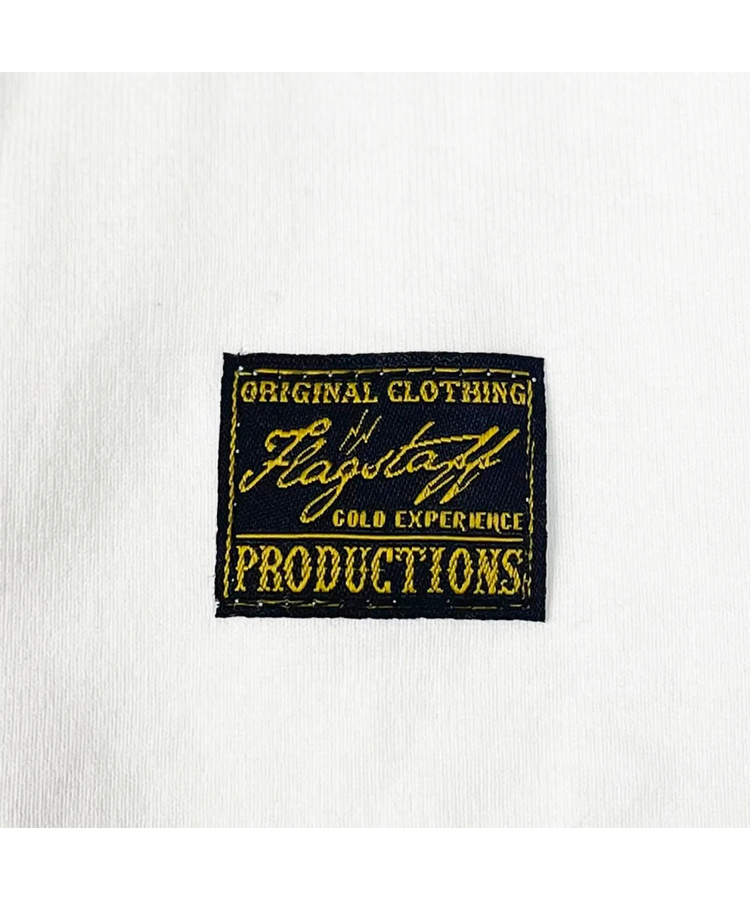 ORIGINAL CLOTHING
Flagstaff
GOLD EXPERIENCE
PRODUCTIONS